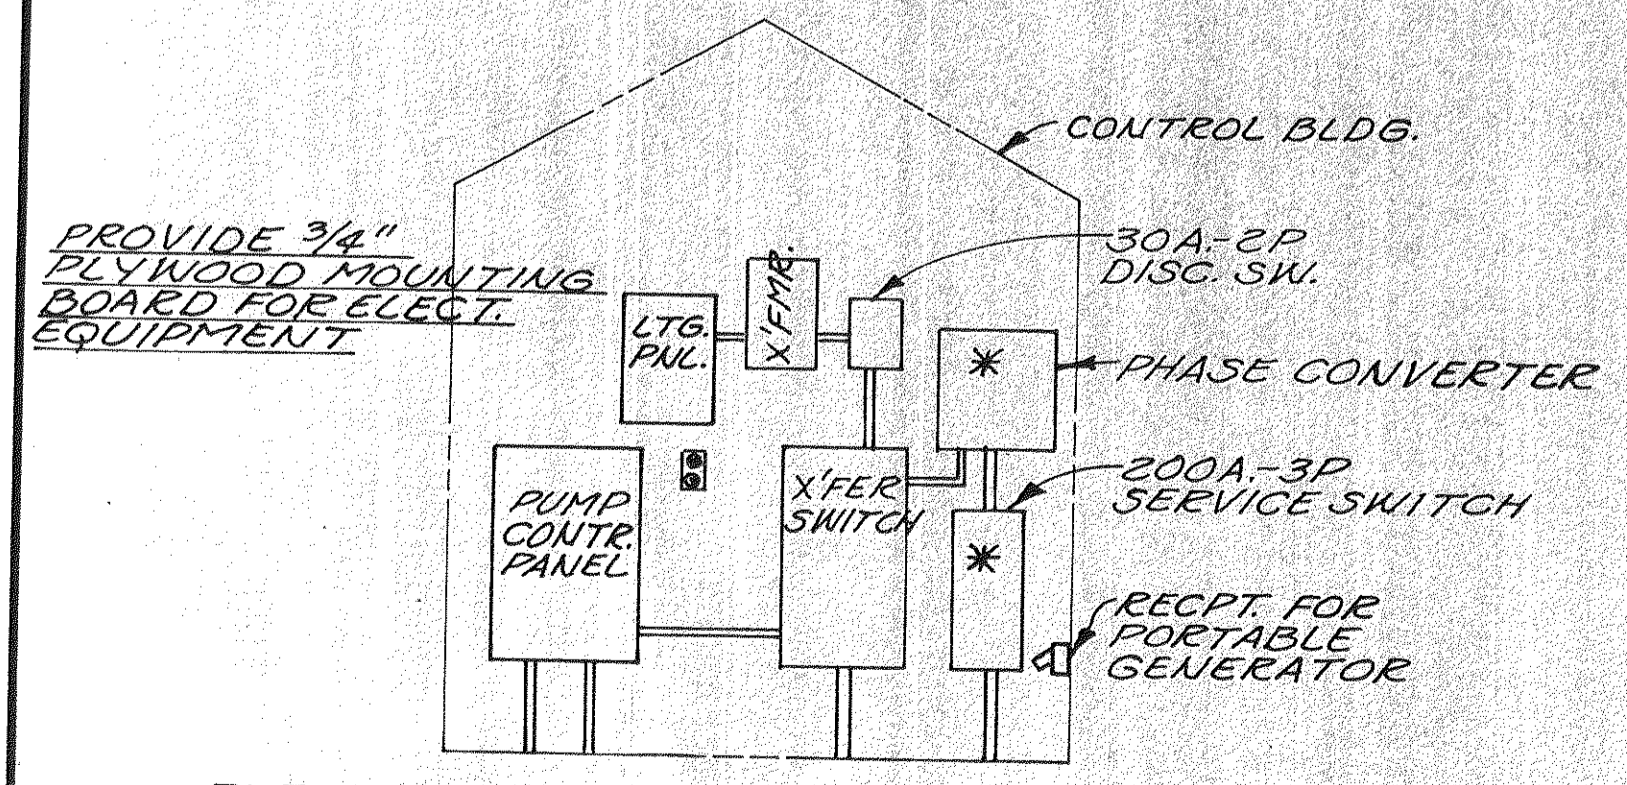 CONTROL BLDG.
PROVIDE 3/4"
PLYWOOD MOUNTING
BOARD FOR ELECT.
EQUIPMENT
30A.-2P
DISC. SW.
X'FMR.
LTG.
PNL.
*
PHASE CONVERTER
200A.-3P
SERVICE SWITCH
X'FER
SWITCH
PUMP
CONTR.
PANEL
*
RECPT. FOR
PORTABLE
GENERATOR